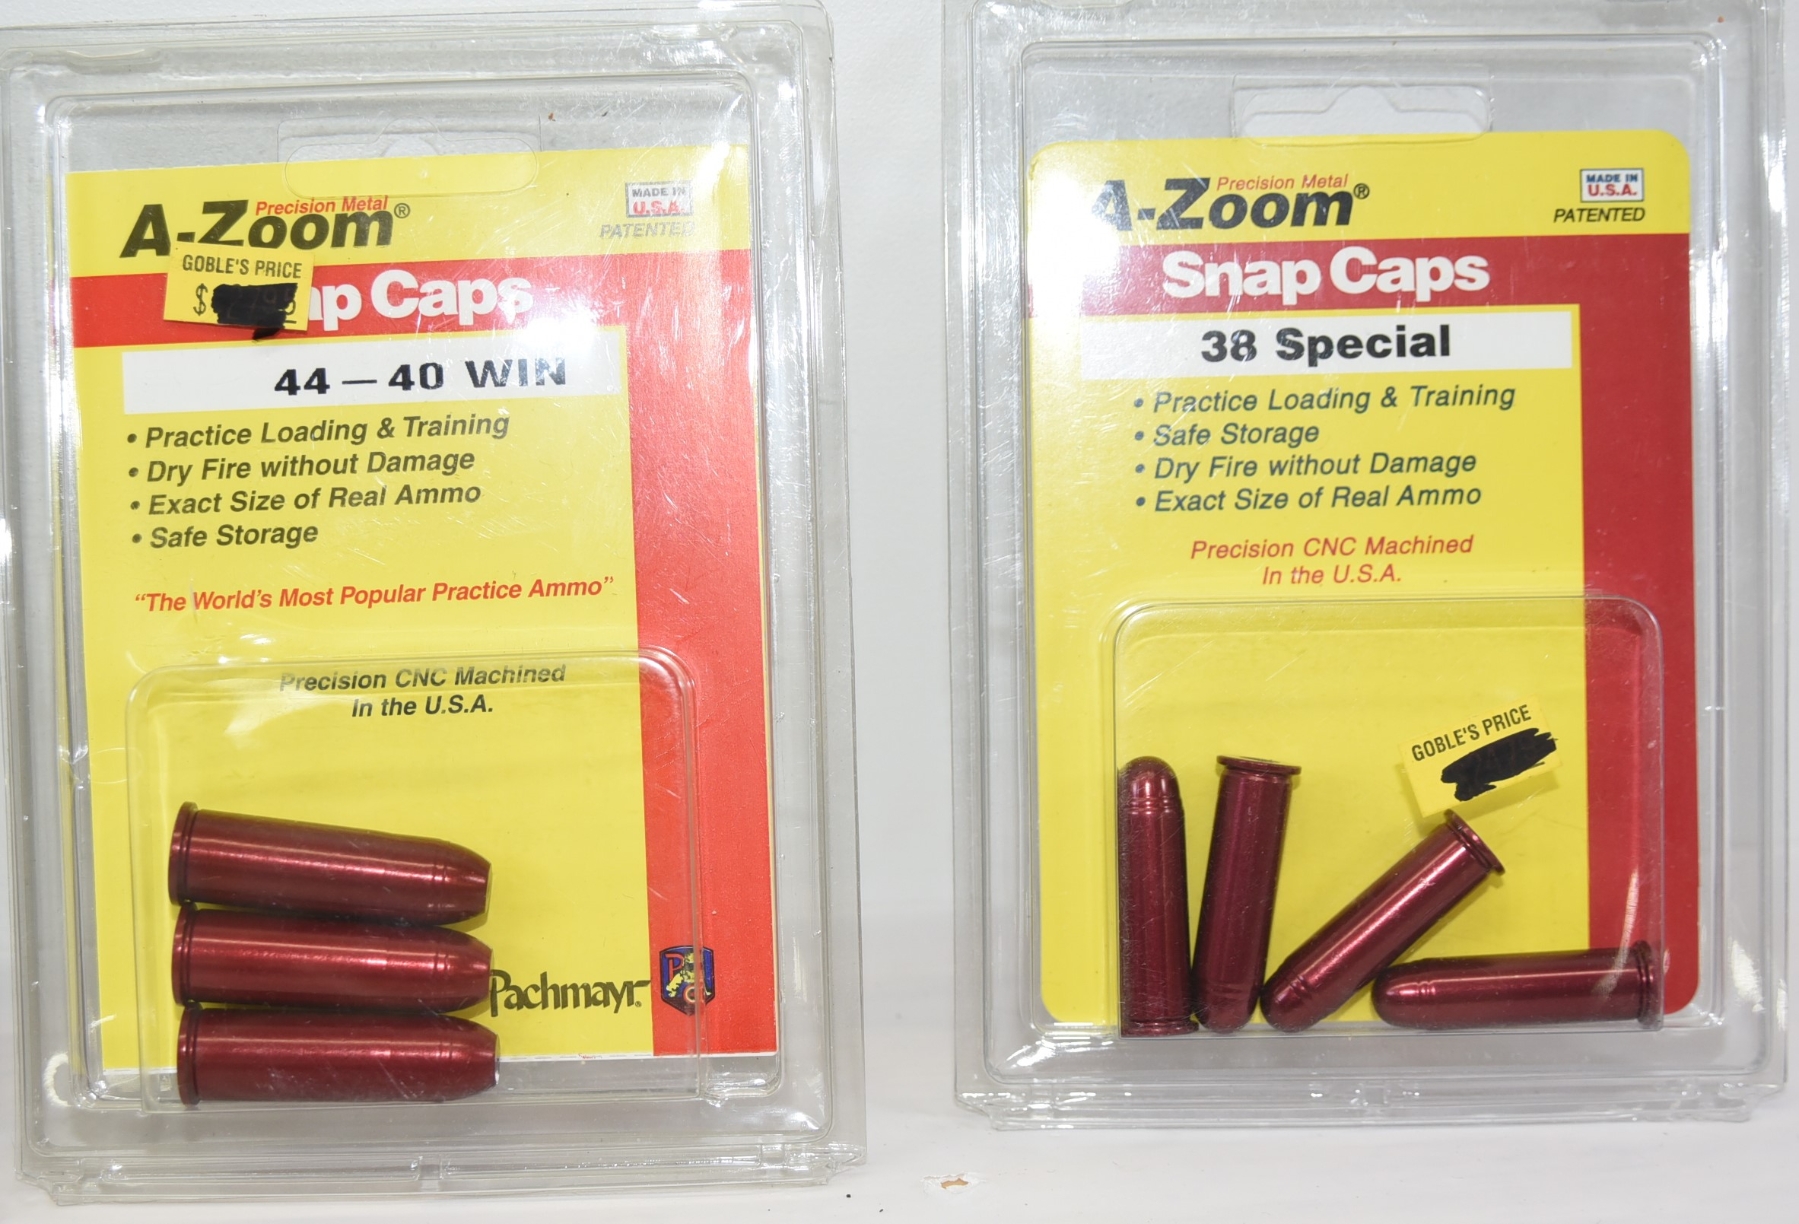 Precision Metal
A-Zoom®
MADE IN
U.S.A.
PATENTED
GOBLE'S PRICE
$
ap Caps
44 — 40 WIN
• Practice Loading & Training
• Dry Fire without Damage
• Exact Size of Real Ammo
• Safe Storage
“The World's Most Popular Practice Ammo”
Precision CNC Machined
In the U.S.A.
Pachmayr®
Precision Metal
A-Zoom®
MADE IN
U.S.A.
PATENTED
Snap Caps
38 Special
• Practice Loading & Training
• Safe Storage
• Dry Fire without Damage
• Exact Size of Real Ammo
Precision CNC Machined
In the U.S.A.
GOBLE'S PRICE